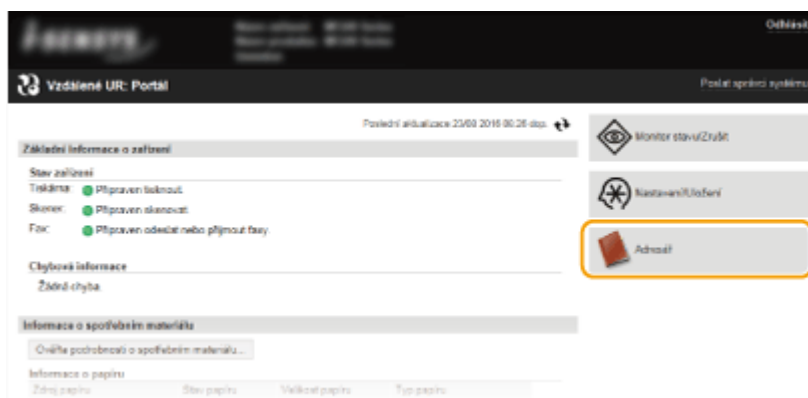 Odhlásit
Vzdálené UR: Portál
Poslat správci systému
Poslední aktualizace 23/08 2016 08:26 dop.
Základní informace o zařízení
Stav zařízení
Tiskárna: Připraven tisknout.
Skener: Připraven skenovat.
Fax: Připraven odeslat nebo přijmout faxy.
Chybová informace
Žádná chyba.
Informace o spotřebním materiálu
Ověřte podrobnosti o spotřebním materiálu...
Informace o papíru
Zdroj papíru Stav papíru Velikost papíru Typ papíru
Monitor stavu/Zrušit
Nastavení/Uložení
Adresář